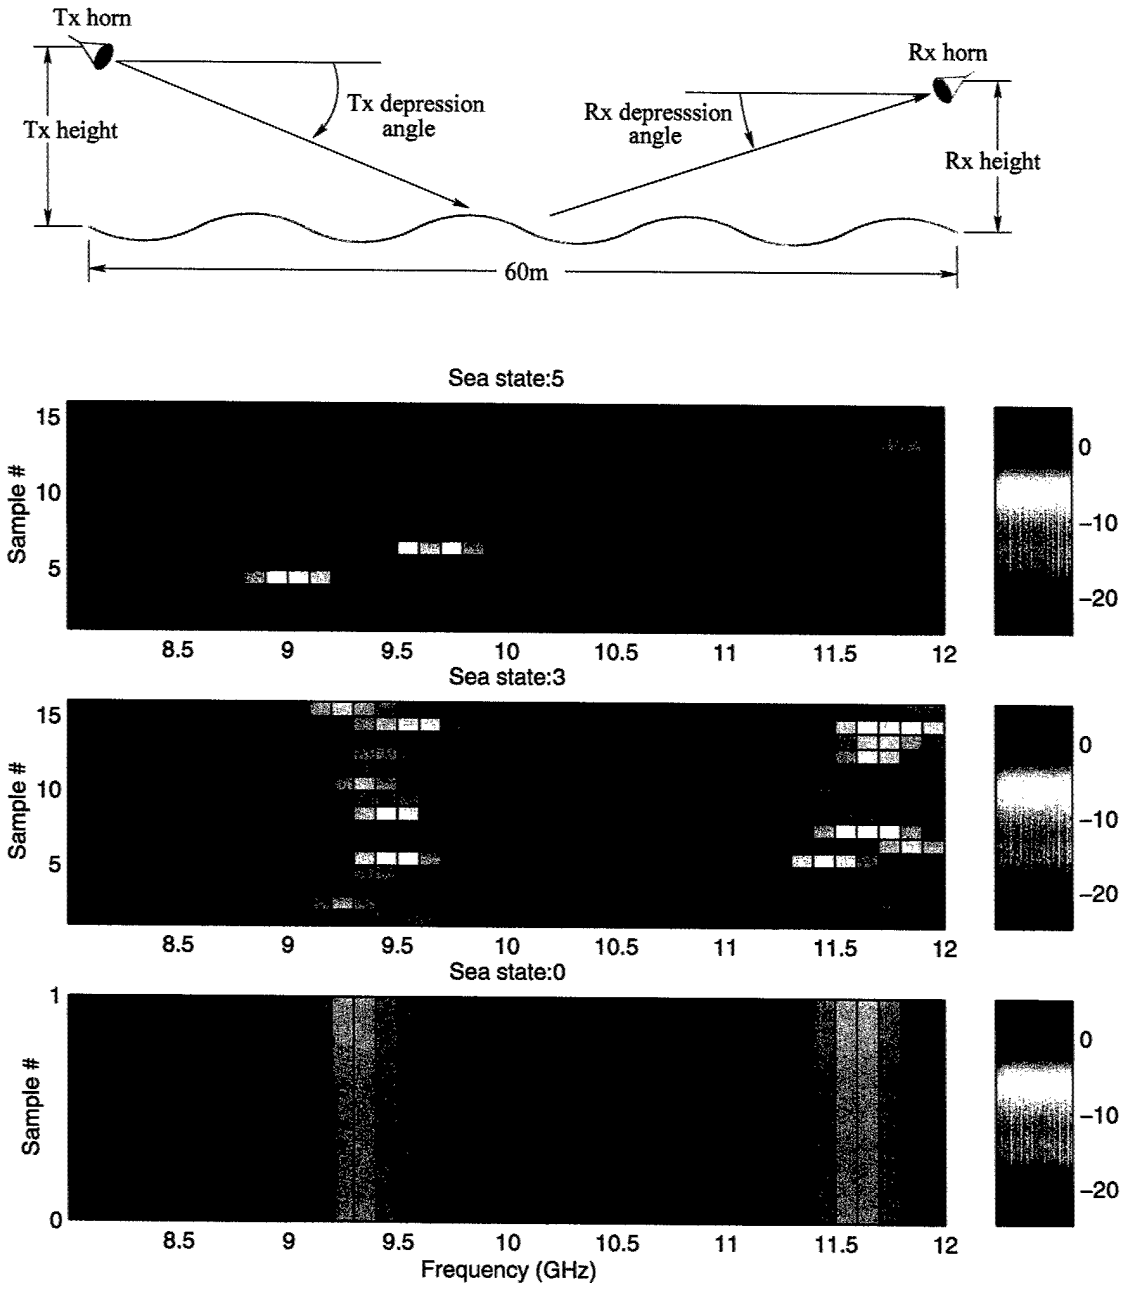 Tx horn
Rx horn
Tx depression
angle
Rx depresssion
angle
Tx height
Rx height
60m
Sea state:5
Sample #
15
10
5
8.5 9 9.5 10 10.5 11 11.5 12
0
−10
−20
Sea state:3
Sample #
15
10
5
8.5 9 9.5 10 10.5 11 11.5 12
0
−10
−20
Sea state:0
Sample #
1
0.5
0
8.5 9 9.5 10 10.5 11 11.5 12
Frequency (GHz)
0
−10
−20